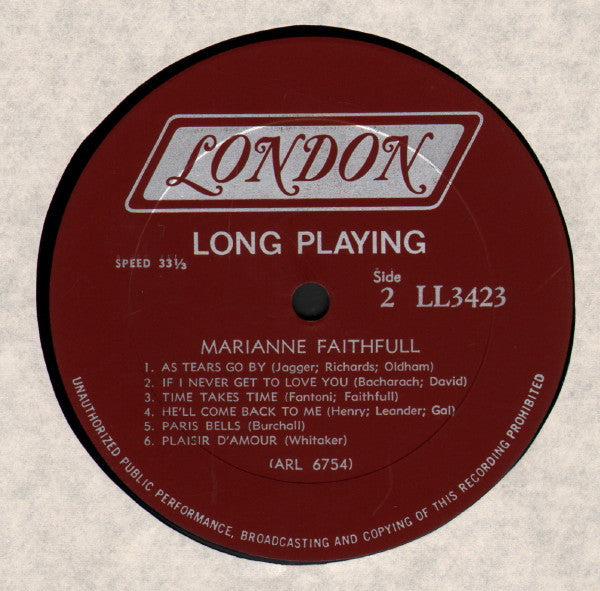 LONDON
LONG PLAYING
SPEED 33⅓
Side
2 LL3423
MARIANNE FAITHFULL
1. AS TEARS GO BY (Jagger; Richards; Oldham)
2. IF I NEVER GET TO LOVE YOU (Bacharach; David)
3. TIME TAKES TIME (Fantoni; Faithfull)
4. HE'LL COME BACK TO ME (Henry; Leander; Gal)
5. PARIS BELLS (Burchall)
6. PLAISIR D'AMOUR (Whitaker)
(ARL 6754)
UNAUTHORIZED PUBLIC PERFORMANCE, BROADCASTING AND COPYING OF THIS RECORDING PROHIBITED